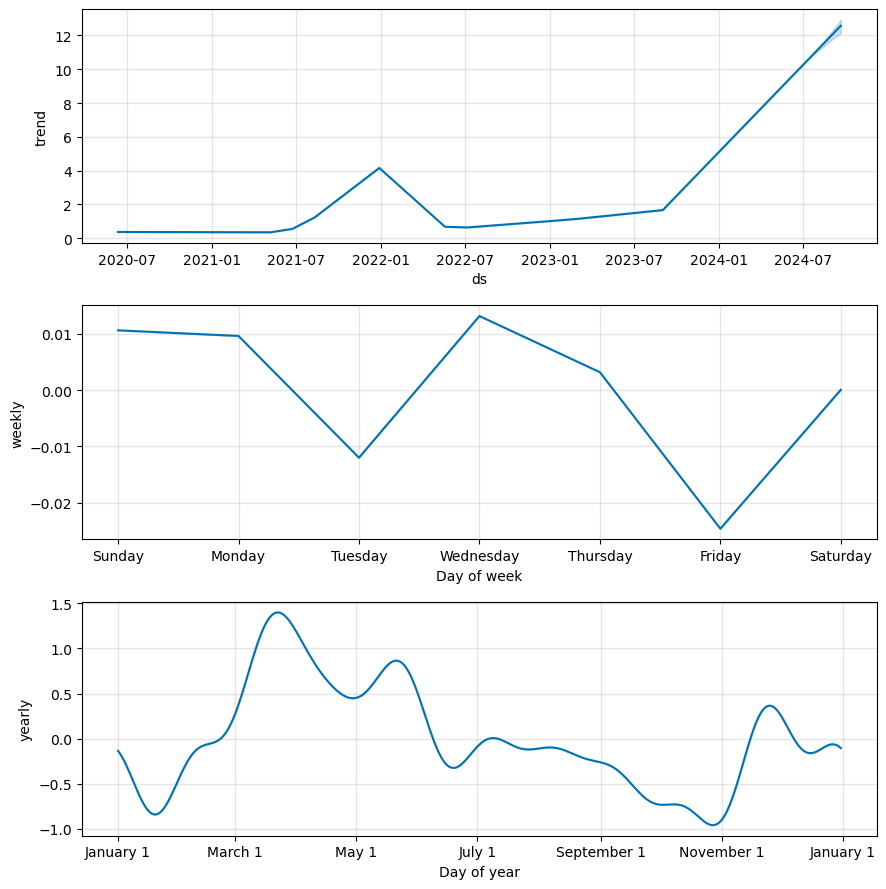 12
10
8
6
4
2
0
trend
2020-07 2021-01 2021-07 2022-01 2022-07 2023-01 2023-07 2024-01 2024-07
ds
0.01
0.00
−0.01
−0.02
weekly
Sunday Monday Tuesday Wednesday Thursday Friday Saturday
Day of week
1.5
1.0
0.5
0.0
−0.5
−1.0
yearly
January 1 March 1 May 1 July 1 September 1 November 1 January 1
Day of year